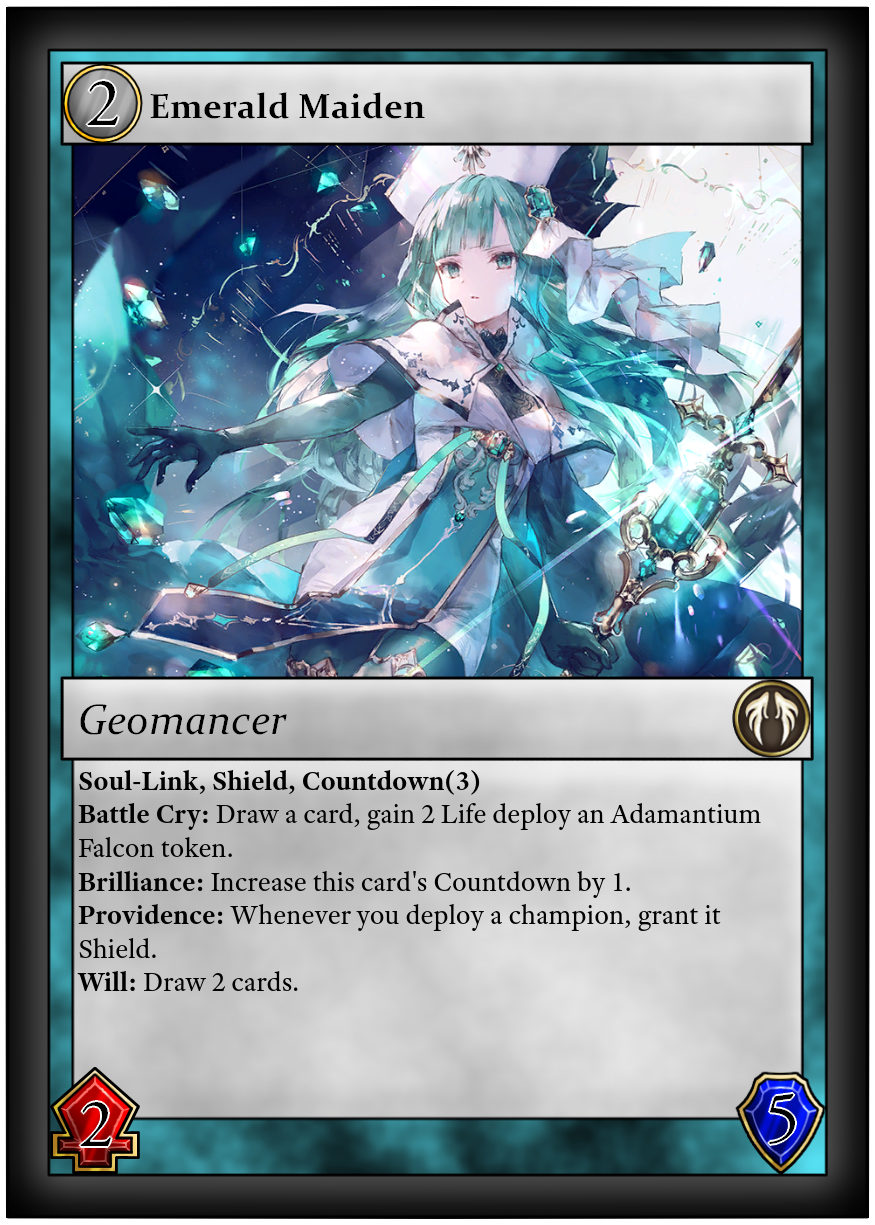 2
Emerald Maiden
Geomancer
Soul-Link, Shield, Countdown(3)
Battle Cry: Draw a card, gain 2 Life deploy an Adamantium
Falcon token.
Brilliance: Increase this card's Countdown by 1.
Providence: Whenever you deploy a champion, grant it
Shield.
Will: Draw 2 cards.
2
5